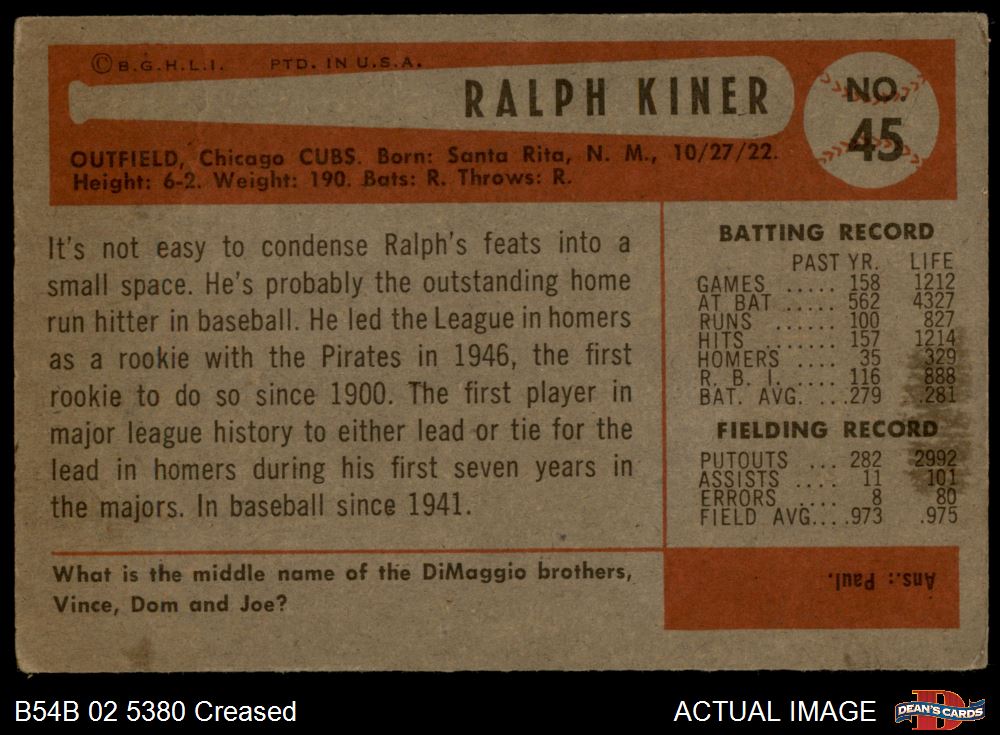 © B.G.H.L.I. PTD. IN U.S.A.
RALPH KINER
NO.
45
OUTFIELD, Chicago CUBS. Born: Santa Rita, N. M., 10/27/22.
Height: 6-2. Weight: 190. Bats: R. Throws: R.
It's not easy to condense Ralph's feats into a
small space. He's probably the outstanding home
run hitter in baseball. He led the League in homers
as a rookie with the Pirates in 1946, the first
rookie to do so since 1900. The first player in
major league history to either lead or tie for the
lead in homers during his first seven years in
the majors. In baseball since 1941.
BATTING RECORD
PAST YR. LIFE
GAMES ..... 158 1212
AT BAT ..... 562 4327
RUNS ...... 100 827
HITS ....... 157 1214
HOMERS .... 35 329
R. B. I. .... 116 888
BAT. AVG. ....279 .281
FIELDING RECORD
PUTOUTS ... 282 2992
ASSISTS .... 11 101
ERRORS .... 8 80
FIELD AVG....973 .975
What is the middle name of the DiMaggio brothers,
Vince, Dom and Joe?
Ans.: Paul.
B54B 02 5380 Creased
ACTUAL IMAGE
DEAN'S CARDS